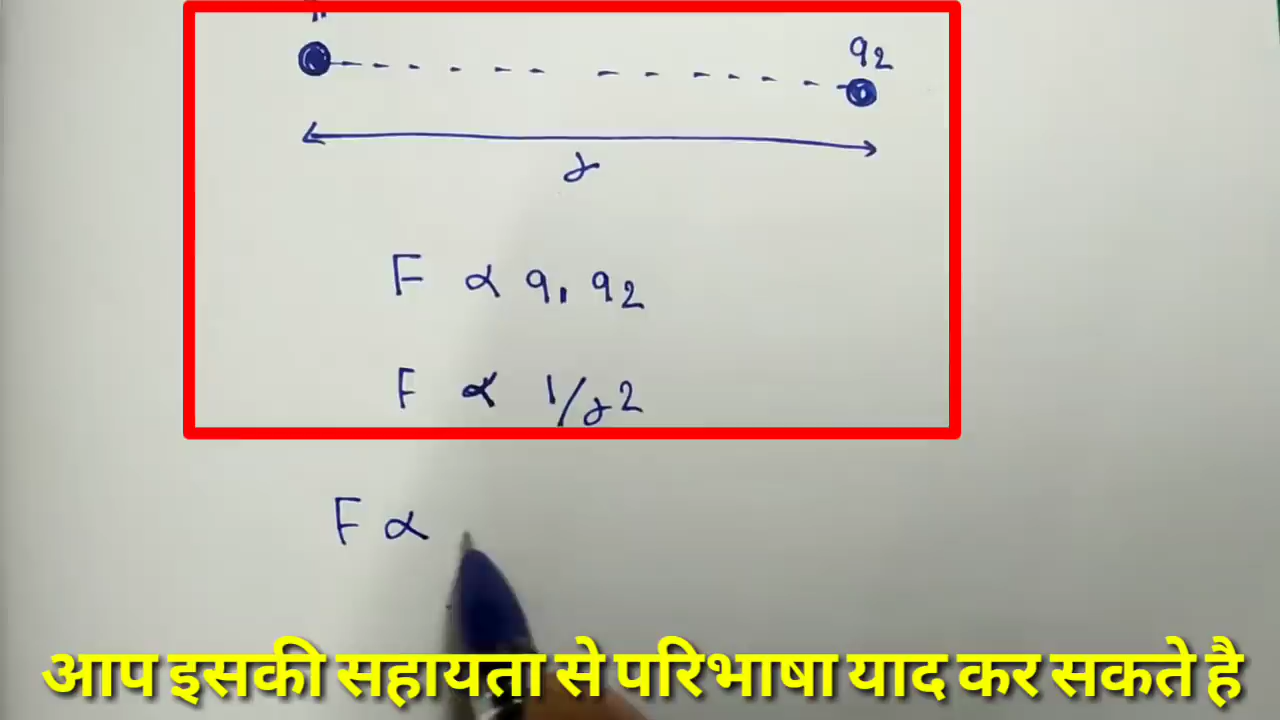 q2
r
F ∝ q1 q2
F ∝ 1/r2
F ∝
आप इसकी सहायता से परिभाषा याद कर सकते है